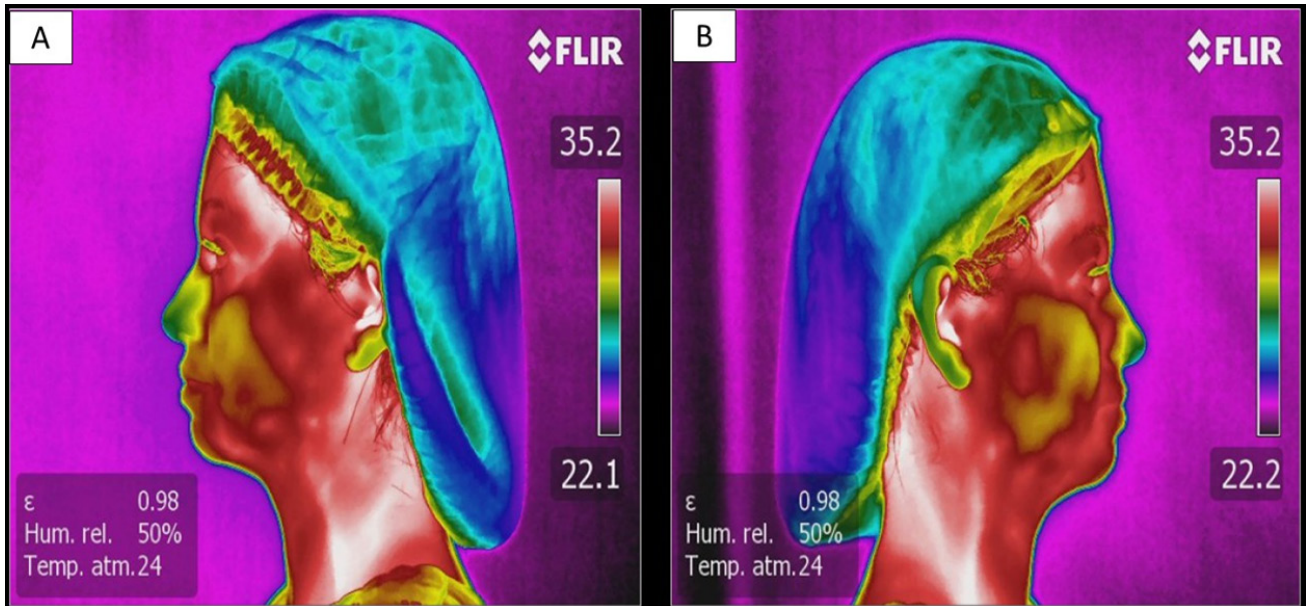 A
FLIR
35.2
22.1
ε 0.98
Hum. rel. 50%
Temp. atm. 24
B
FLIR
35.2
22.2
ε 0.98
Hum. rel. 50%
Temp. atm. 24